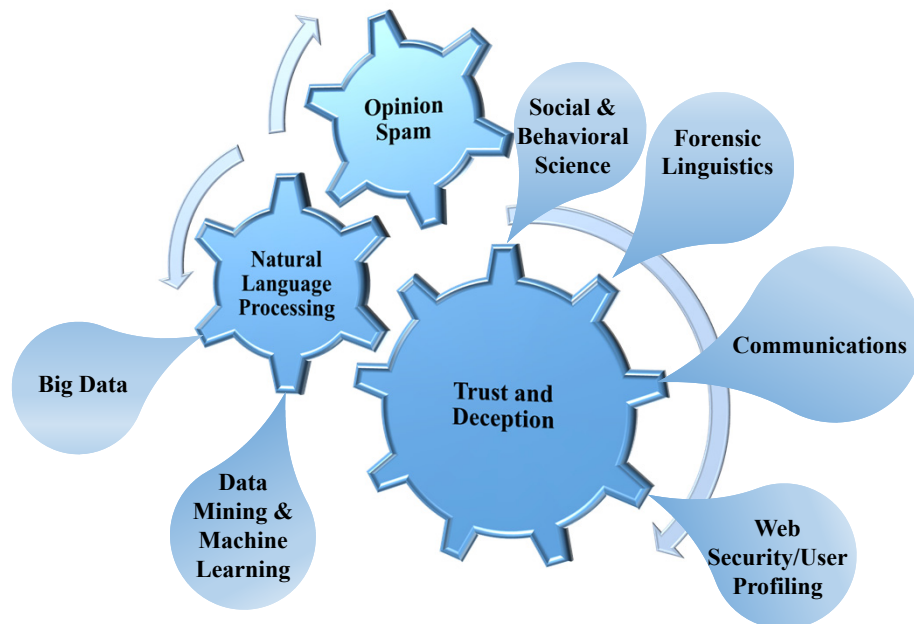 Opinion
Spam
Social &
Behavioral
Science
Forensic
Linguistics
Natural
Language
Processing
Communications
Big Data
Trust and
Deception
Data
Mining &
Machine
Learning
Web
Security/User
Profiling